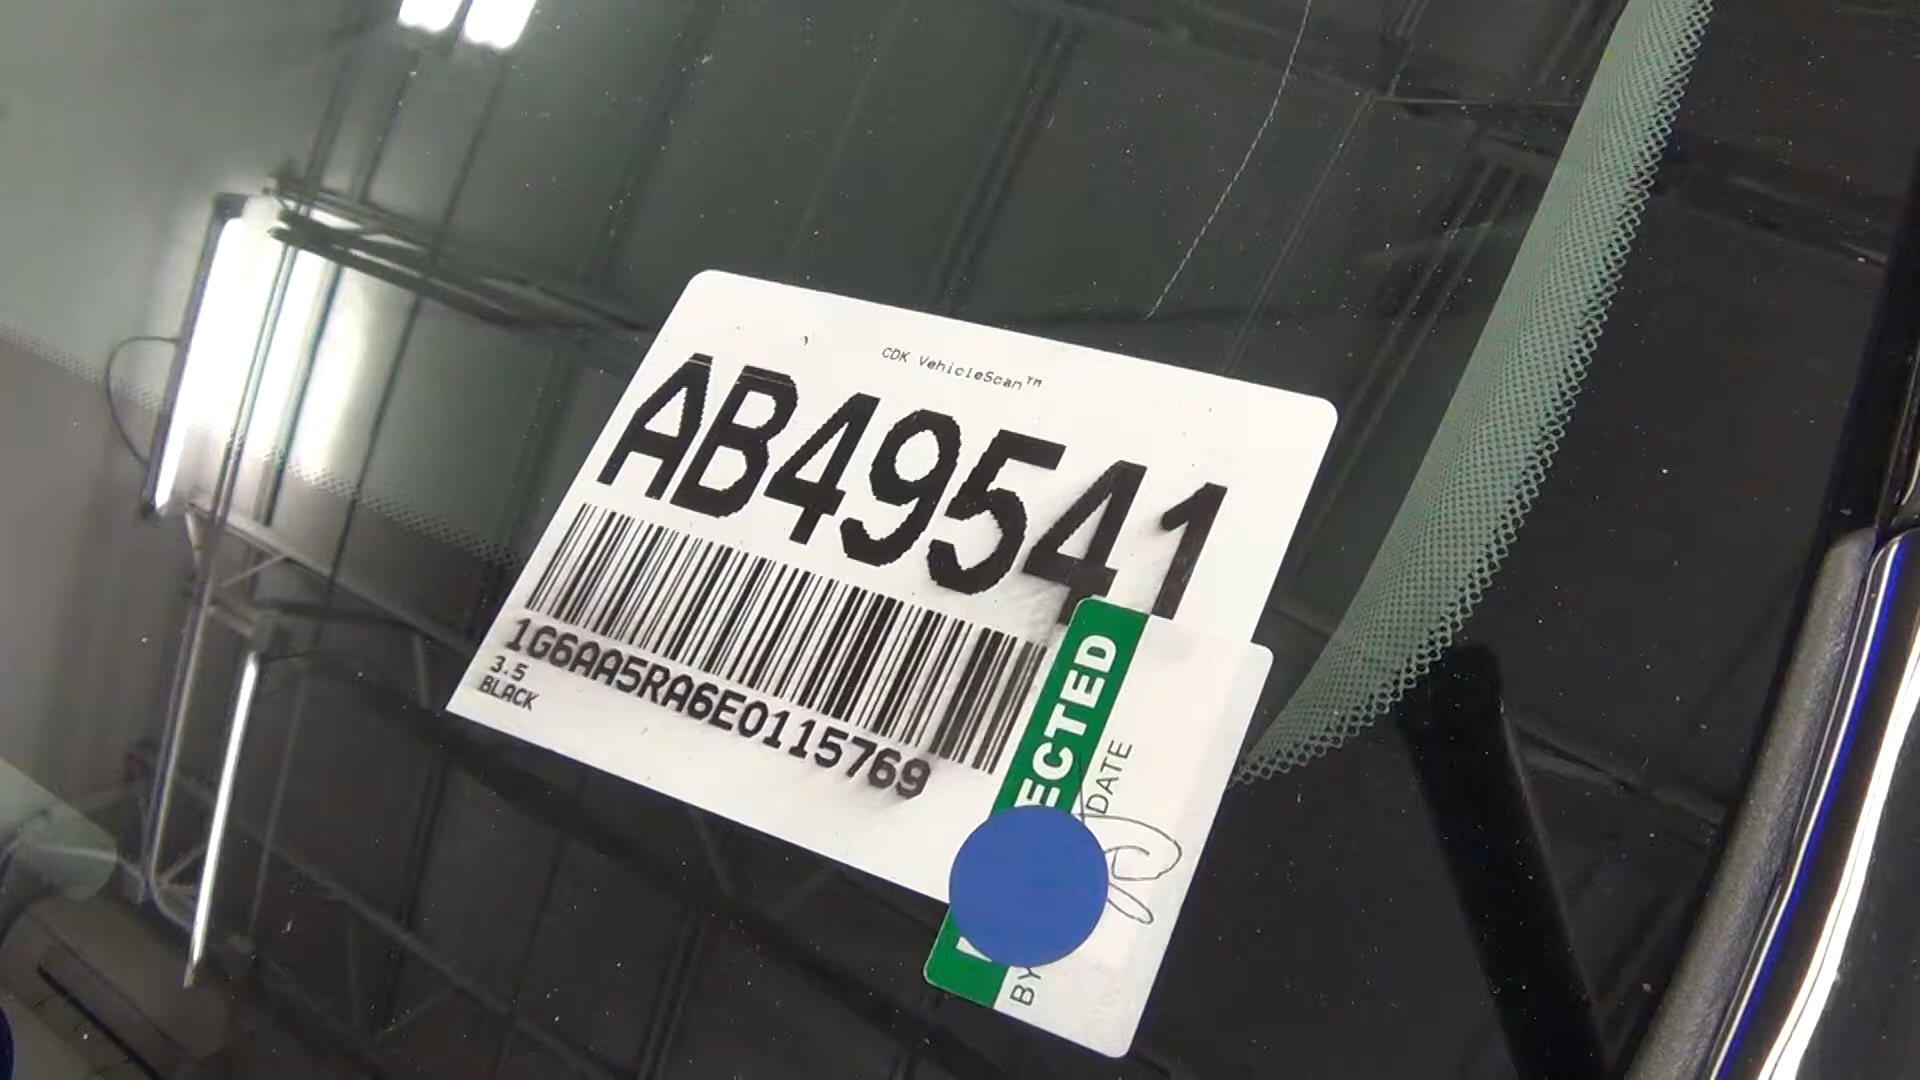 CDK VehicleScan™
AB49541
1G6AA5RA6E0115769
3.5
BLACK
ECTED
BY
DATE